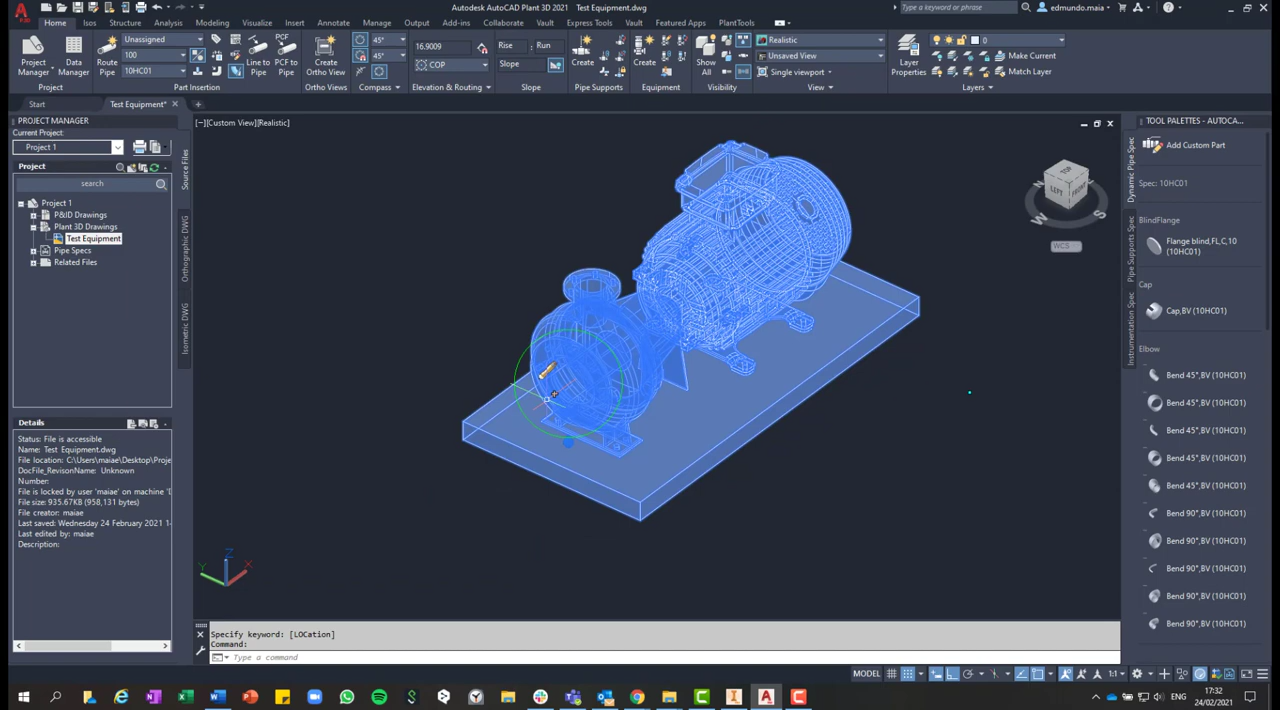 Autodesk AutoCAD Plant 3D 2021   Test Equipment.dwg
Type a keyword or phrase
edmundo.maia
Home Insert Structure Analysis Modeling Visualize Insert Annotate Manage Output Add-ins Collaborate Vault Express Tools Vault Featured Apps PlantTools
Project
Manager
Data
Manager
Project
Route
Pipe
Unassigned
100
10HC01
Line to
Pipe
PCF to
Pipe
Part Insertion
Create
Ortho View
Ortho Views
45°
45°
Compass
16.9009
COP
Elevation & Routing
Rise : Run
Slope
Slope
Create
Pipe Supports
Create
Equipment
Show
All
Visibility
Realistic
Unsaved View
Single viewport
View
Layer
Properties
0
Make Current
Match Layer
Layers
Start
Test Equipment*
PROJECT MANAGER
Current Project:
Project 1
Project
search
Project 1
P&ID Drawings
Plant 3D Drawings
Test Equipment
Pipe Specs
Related Files
Source Files
Orthographic DWG
Isometric DWG
Details
Status: File is accessible
Name: Test Equipment.dwg
File location: C:\Users\maiae\Desktop\Proje
DocFile_RevisonName: Unknown
Number:
File is locked by user 'maiae' on machine 'D
File size: 935.67KB (958,131 bytes)
File creator: maiae
Last saved: Wednesday 24 February 2021 1
Last edited by: maiae
Description:
[−][Custom View][Realistic]
TOP
LEFT
FRONT
W
S
WCS
Z
Y
X
Specify keyword: [LOCation]
Command:
Type a command
TOOL PALETTES - AUTOCA...
Dynamic Pipe Spec
Pipe Supports Spec
Instrumentation Spec
Add Custom Part
Spec: 10HC01
BlindFlange
Flange blind,FL,C,10
(10HC01)
Cap
Cap,BV (10HC01)
Elbow
Bend 45°,BV (10HC01)
Bend 45°,BV (10HC01)
Bend 45°,BV (10HC01)
Bend 45°,BV (10HC01)
Bend 45°,BV (10HC01)
Bend 90°,BV (10HC01)
Bend 90°,BV (10HC01)
Bend 90°,BV (10HC01)
Bend 90°,BV (10HC01)
Bend 90°,BV (10HC01)
MODEL
1:1
ENG
17:32
24/02/2021